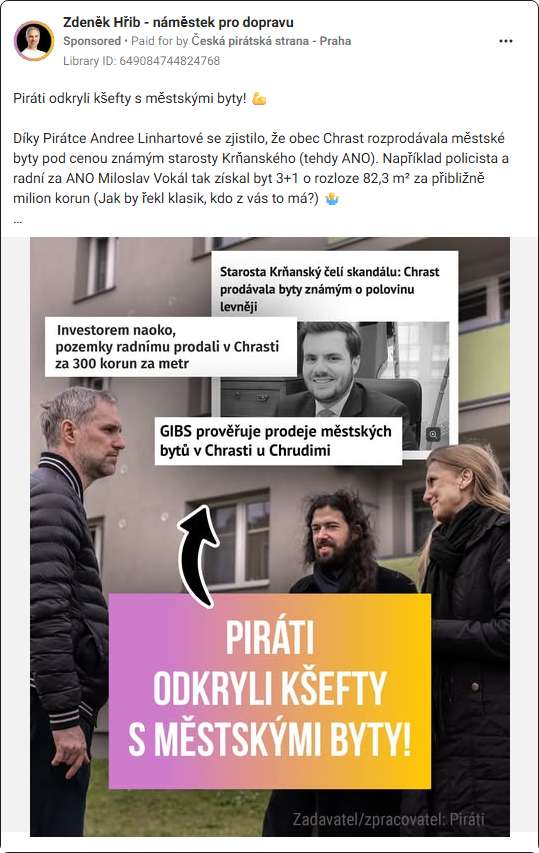 Zdeněk Hřib - náměstek pro dopravu
Sponsored • Paid for by Česká pirátská strana - Praha
Library ID: 649084744824768
Piráti odkryli kšefty s městskými byty! 💪
Díky Pirátce Andree Linhartové se zjistilo, že obec Chrast rozprodávala městské
byty pod cenou známým starosty Krňanského (tehdy ANO). Například policista a
radní za ANO Miloslav Vokál tak získal byt 3+1 o rozloze 82,3 m² za přibližně
milion korun (Jak by řekl klasik, kdo z vás to má?) 🤷‍♂️
...
Starosta Krňanský čelí skandálu: Chrast
prodávala byty známým o polovinu
levněji
Investorem naoko,
pozemky radnímu prodali v Chrasti
za 300 korun za metr
GIBS prověřuje prodeje městských
bytů v Chrasti u Chrudimi
PIRÁTI
ODKRYLI KŠEFTY
S MĚSTSKÝMI BYTY!
Zadavatel/zpracovatel: Piráti